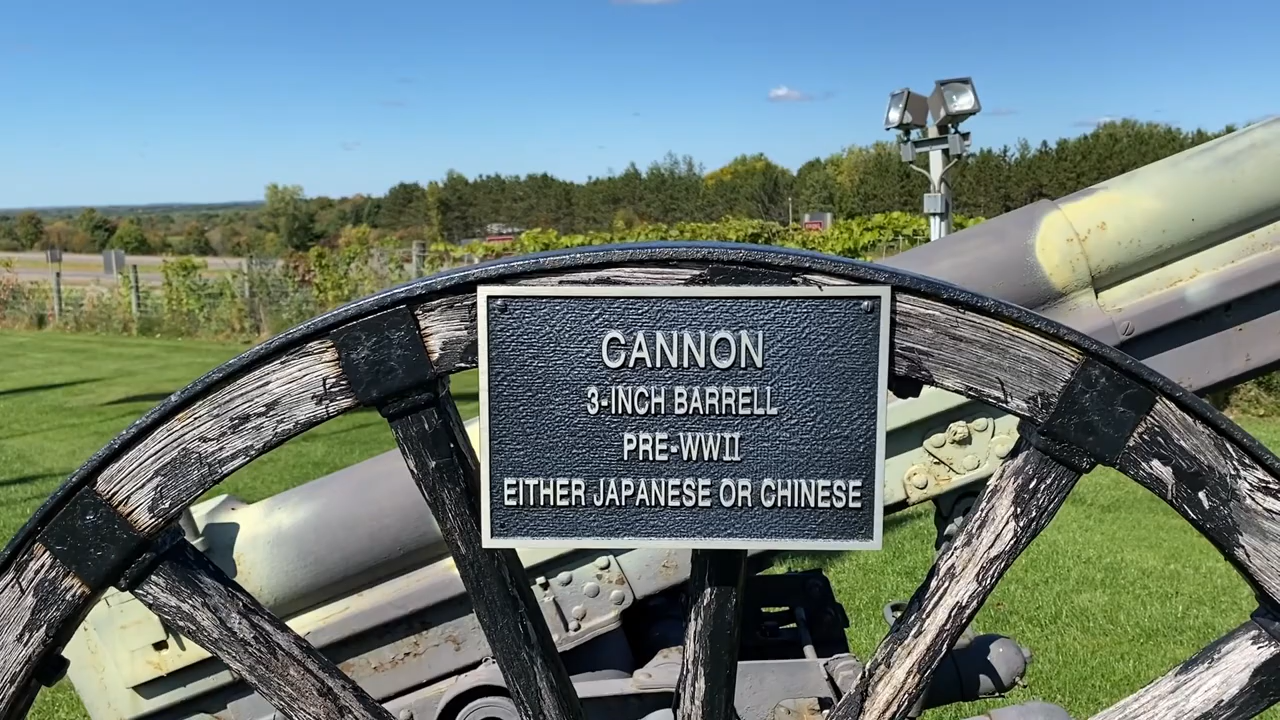 CANNON
3-INCH BARRELL
PRE-WWII
EITHER JAPANESE OR CHINESE